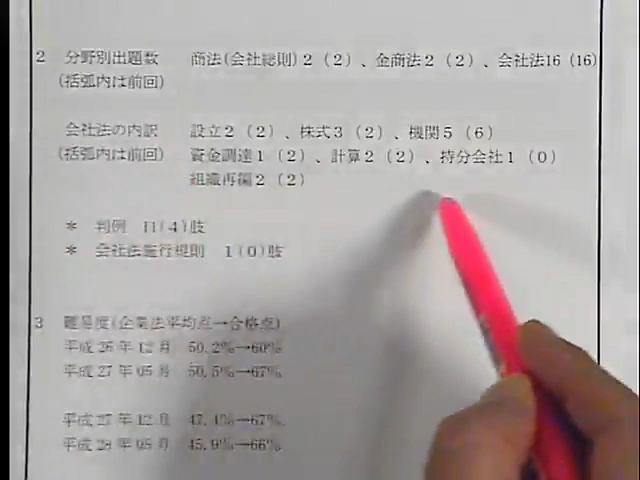 2 分野別出題数 商法(会社総則)2(2)、金商法2(2)、会社法16(16)
(括弧内は前回)
会社法の内訳 設立2(2)、株式3(2)、機関5(6)
(括弧内は前回) 資金調達1(2)、計算2(2)、持分会社1(0)
組織再編2(2)
* 判例 11(4)肢
* 会社法施行規則 1(0)肢
3 難易度(企業法平均点→合格点)
平成26年12月 50.2%→60%
平成27年05月 50.5%→67%
平成27年12月 47.4%→67%
平成28年05月 45.9%→66%